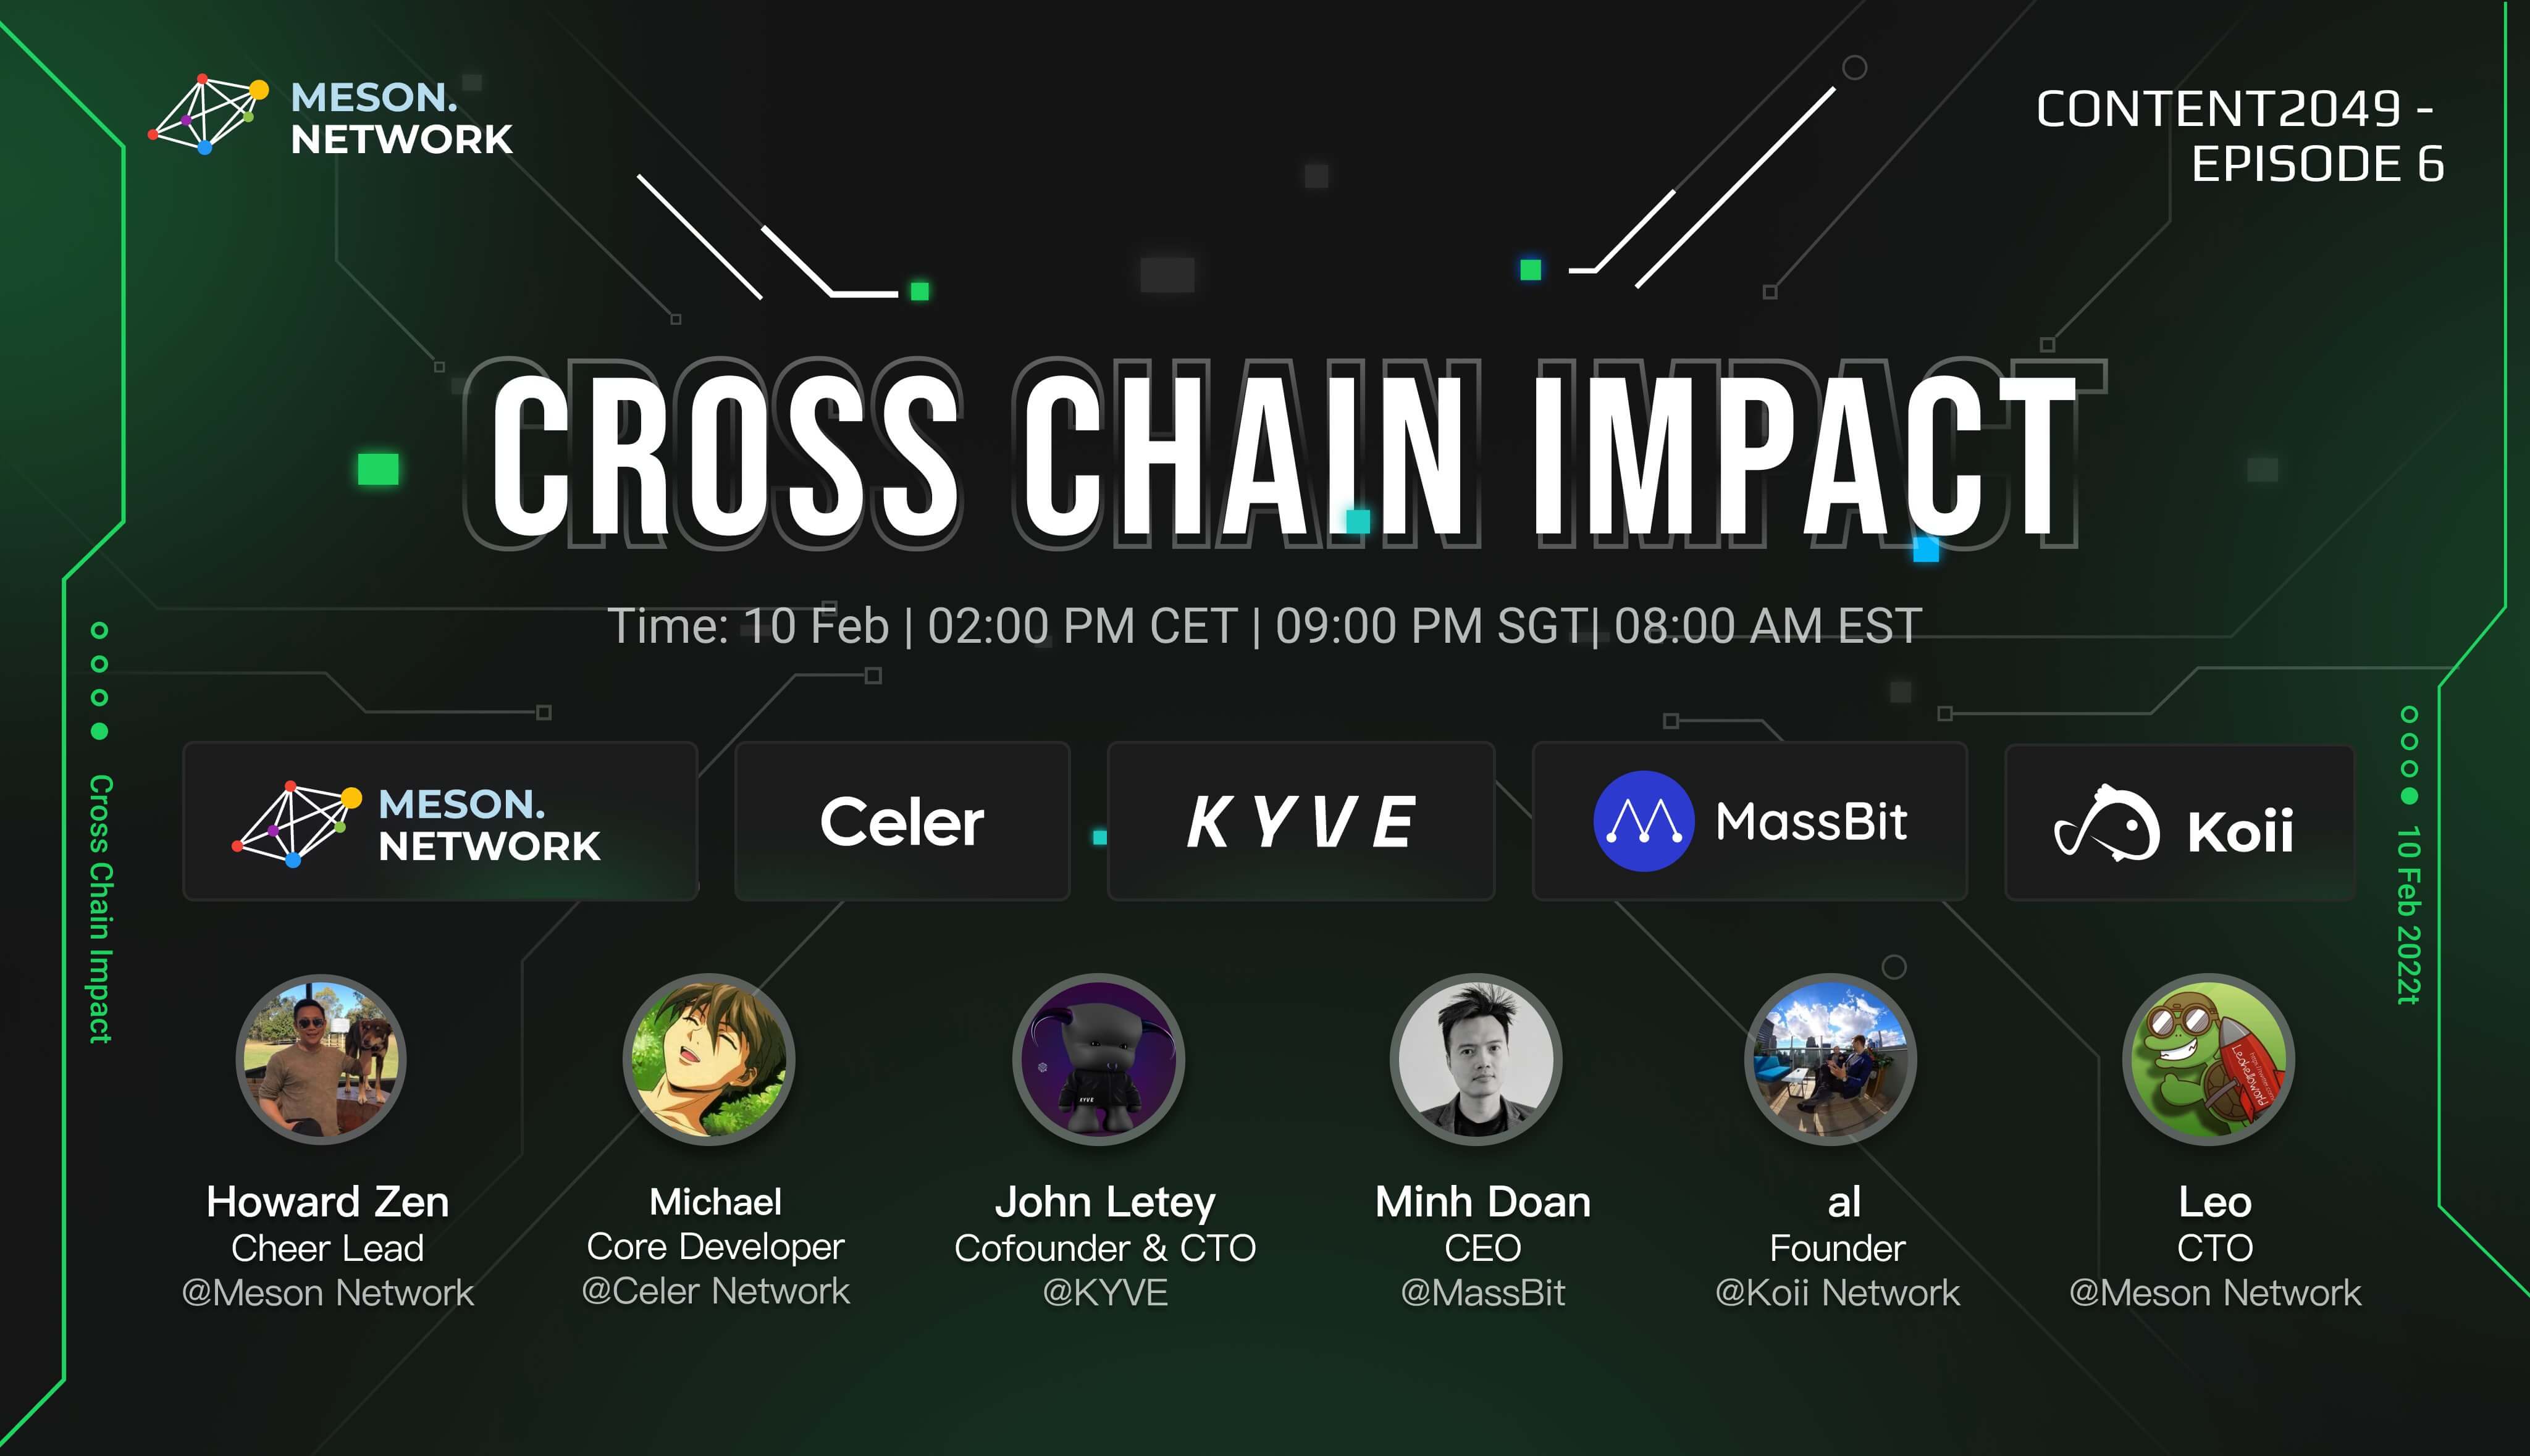 MESON.
NETWORK
CONTENT2049 -
EPISODE 6
CROSS CHAIN IMPACT
Time: 10 Feb | 02:00 PM CET | 09:00 PM SGT| 08:00 AM EST
Cross Chain Impact
10 Feb 2022t
MESON.
NETWORK
Celer
KYVE
MassBit
Koii
KYVE
Howard Zen
Cheer Lead
@Meson Network
Michael
Core Developer
@Celer Network
John Letey
Cofounder & CTO
@KYVE
Minh Doan
CEO
@MassBit
al
Founder
@Koii Network
Leo
CTO
@Meson Network